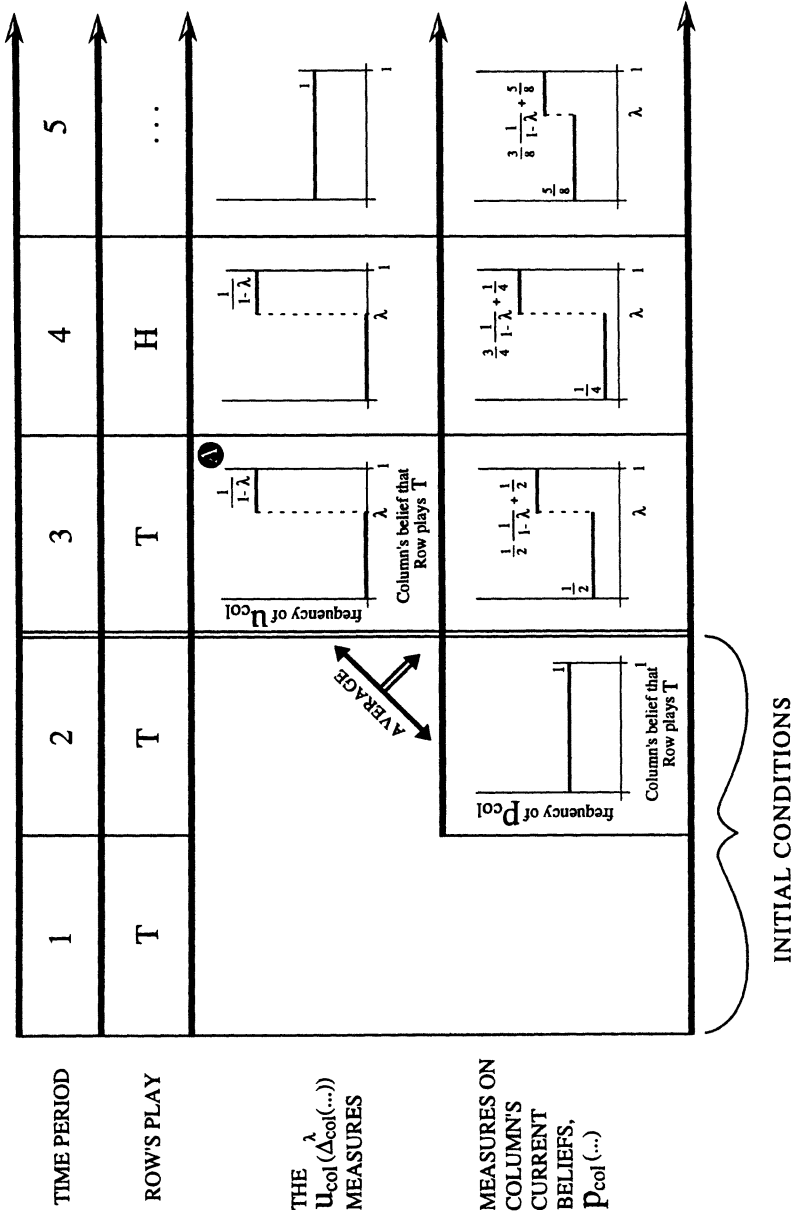 TIME PERIOD
1 2 3 4 5
ROW'S PLAY
T T T H ...
THE
u_col(Δ^λ_col(...))
MEASURES
A
frequency of u_col
1/(1-λ)
λ 1
Column's belief that
Row plays T
1/(1-λ)
λ 1
1
1
AVERAGE
MEASURES ON
COLUMN'S
CURRENT
BELIEFS,
p_col(...)
frequency of p_col
1
1
Column's belief that
Row plays T
1/2
1/2 1/(1-λ) + 1/2
λ 1
1/4
3/4 1/(1-λ) + 1/4
λ 1
5/8
3/8 1/(1-λ) + 5/8
λ 1
INITIAL CONDITIONS